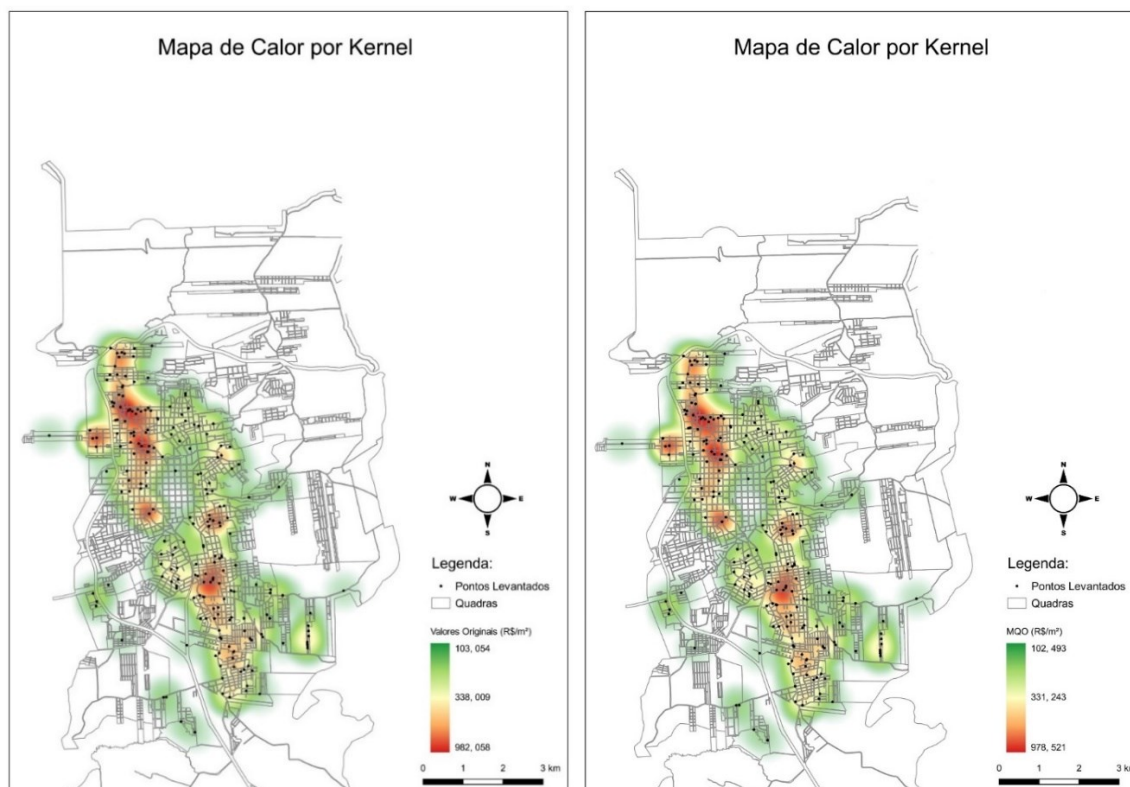 Mapa de Calor por Kernel
N
W E
S
Legenda:
Pontos Levantados
Quadras
Valores Originais (R$/m²)
103, 054
338, 009
982, 058
0 1 2 3 km
Mapa de Calor por Kernel
N
W E
S
Legenda:
Pontos Levantados
Quadras
MQO (R$/m²)
102, 493
331, 243
978, 521
0 1 2 3 km